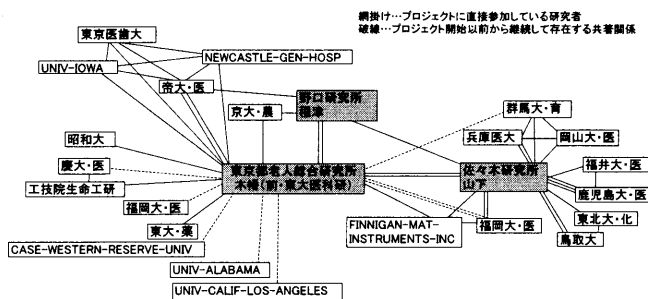 網掛け…プロジェクトに直接参加している研究者
破線…プロジェクト開始以前から継続して存在する共著関係
東京医歯大
NEWCASTLE-GEN-HOSP
UNIV-IOWA
帝大・医
野口研究所
稲津
京大・農
群馬大・育
兵庫医大
岡山大・医
昭和大
慶大・医
東京都老人総合研究所
木幡(前・東大医科研)
佐々木研究所
山下
福井大・医
工技院生命工研
鹿児島大・医
福岡大・医
東北大・化
東大・薬
FINNIGAN-MAT-
INSTRUMENTS-INC
福岡大・医
鳥取大
CASE-WESTERN-RESERVE-UNIV
UNIV-ALABAMA
UNIV-CALIF-LOS-ANGELES